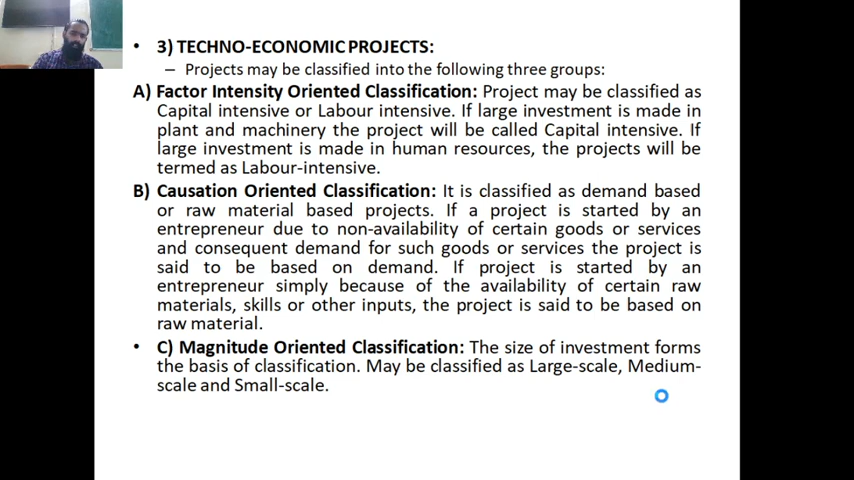 • 3) TECHNO-ECONOMIC PROJECTS:
– Projects may be classified into the following three groups:
A) Factor Intensity Oriented Classification: Project may be classified as
Capital intensive or Labour intensive. If large investment is made in
plant and machinery the project will be called Capital intensive. If
large investment is made in human resources, the projects will be
termed as Labour-intensive.
B) Causation Oriented Classification: It is classified as demand based
or raw material based projects. If a project is started by an
entrepreneur due to non-availability of certain goods or services
and consequent demand for such goods or services the project is
said to be based on demand. If project is started by an
entrepreneur simply because of the availability of certain raw
materials, skills or other inputs, the project is said to be based on
raw material.
• C) Magnitude Oriented Classification: The size of investment forms
the basis of classification. May be classified as Large-scale, Medium-
scale and Small-scale.